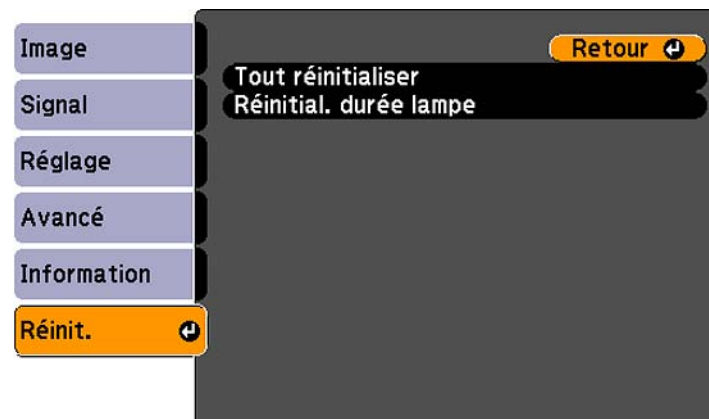 Image
Signal
Réglage
Avancé
Information
Réinit.
Retour
Tout réinitialiser
Réinitial. durée lampe